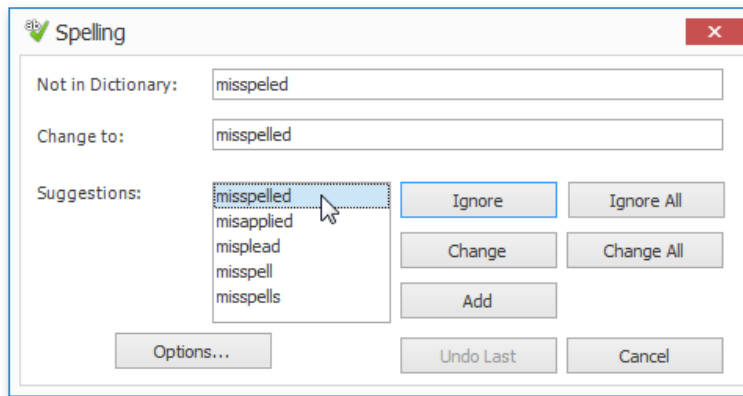 Spelling
Not in Dictionary: misspeled
Change to: misspelled
Suggestions: misspelled Ignore Ignore All
misapplied
misplead Change Change All
misspell
misspells Add
Options... Undo Last Cancel